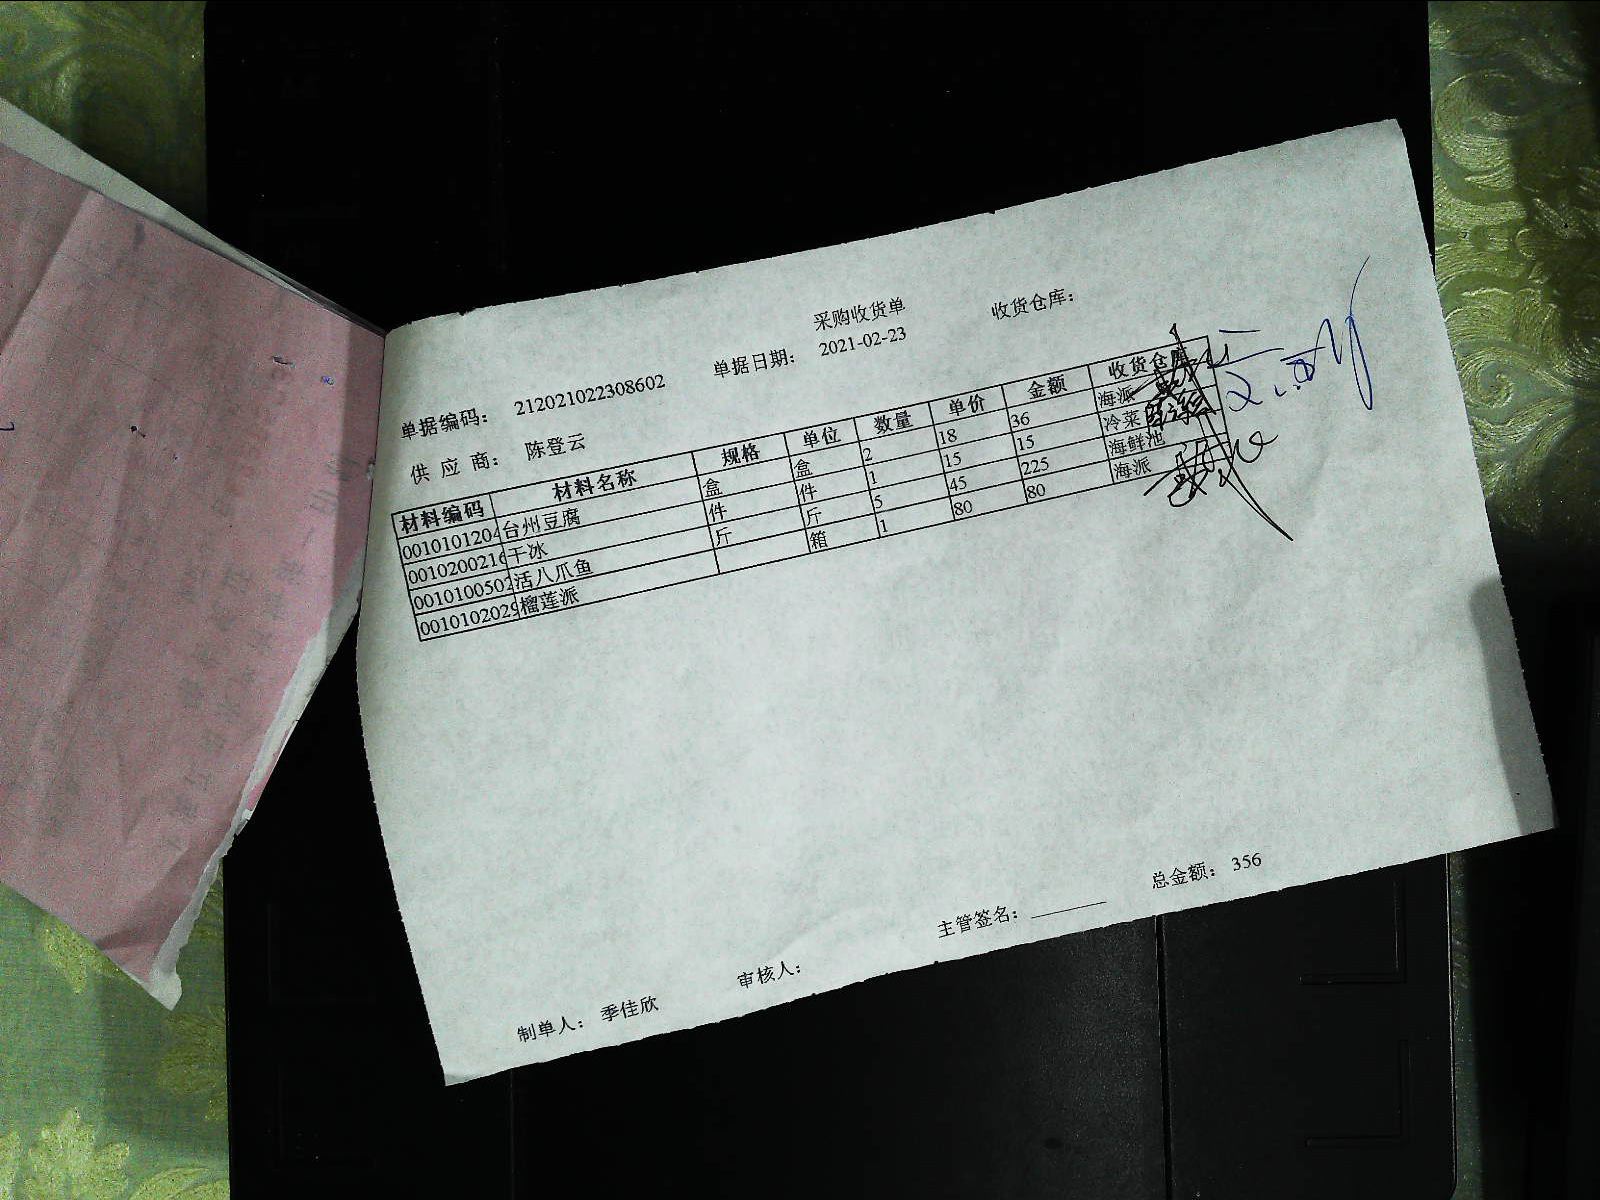 采购收货单
收货仓库：
单据编码： 212021022308602 单据日期： 2021-02-23
供 应 商： 陈登云
材料编码 材料名称 规格 单位 数量 单价 金额 收货仓库
0010101204 台州豆腐 盒 盒 2 18 36 海派
001020021 干冰 件 件 1 15 15 冷菜
001010050 活八爪鱼 斤 斤 5 45 225 海鲜池
0010102029 榴莲派 箱 1 80 80 海派
总金额： 356
主管签名：
审核人：
制单人： 季佳欣